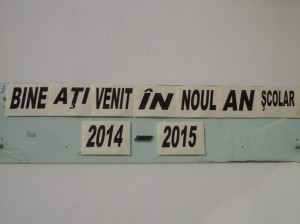 BINE AȚI VENIT ÎN NOUL AN ȘCOLAR
2014 - 2015